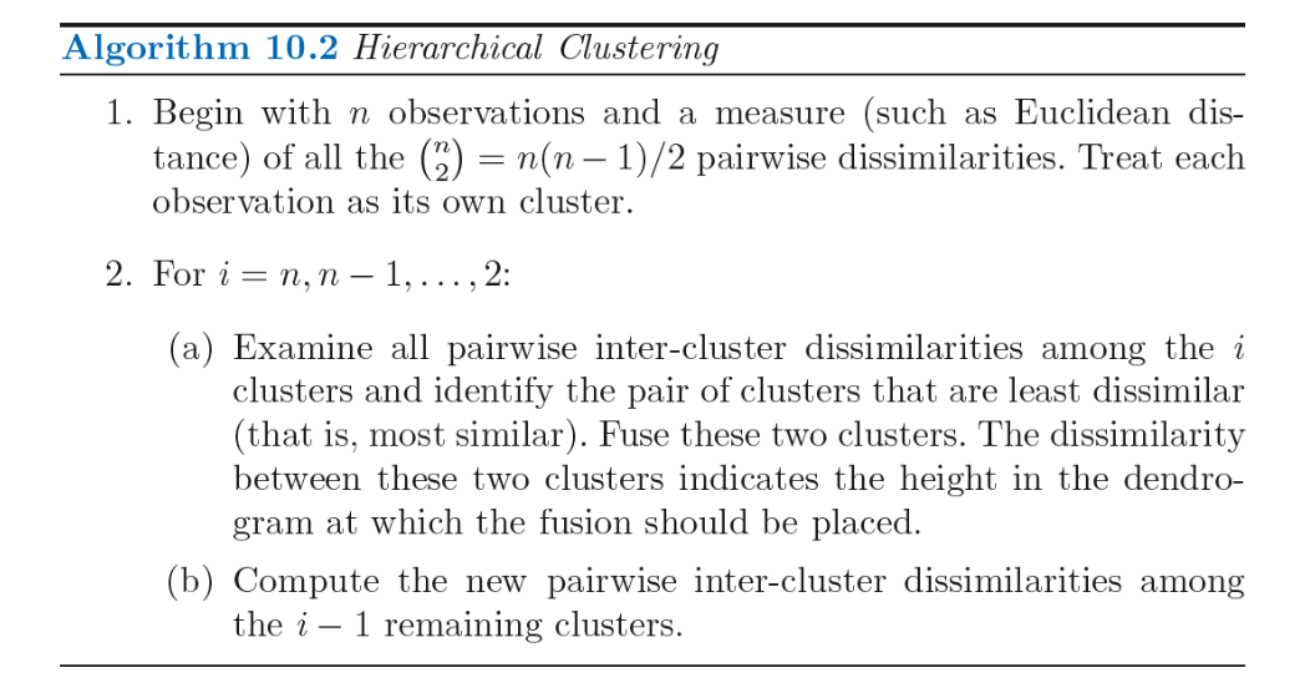 Algorithm 10.2 Hierarchical Clustering
1. Begin with n observations and a measure (such as Euclidean dis-
tance) of all the (n 2) = n(n − 1)/2 pairwise dissimilarities. Treat each
observation as its own cluster.
2. For i = n, n − 1, . . . , 2:
(a) Examine all pairwise inter-cluster dissimilarities among the i
clusters and identify the pair of clusters that are least dissimilar
(that is, most similar). Fuse these two clusters. The dissimilarity
between these two clusters indicates the height in the dendro-
gram at which the fusion should be placed.
(b) Compute the new pairwise inter-cluster dissimilarities among
the i − 1 remaining clusters.